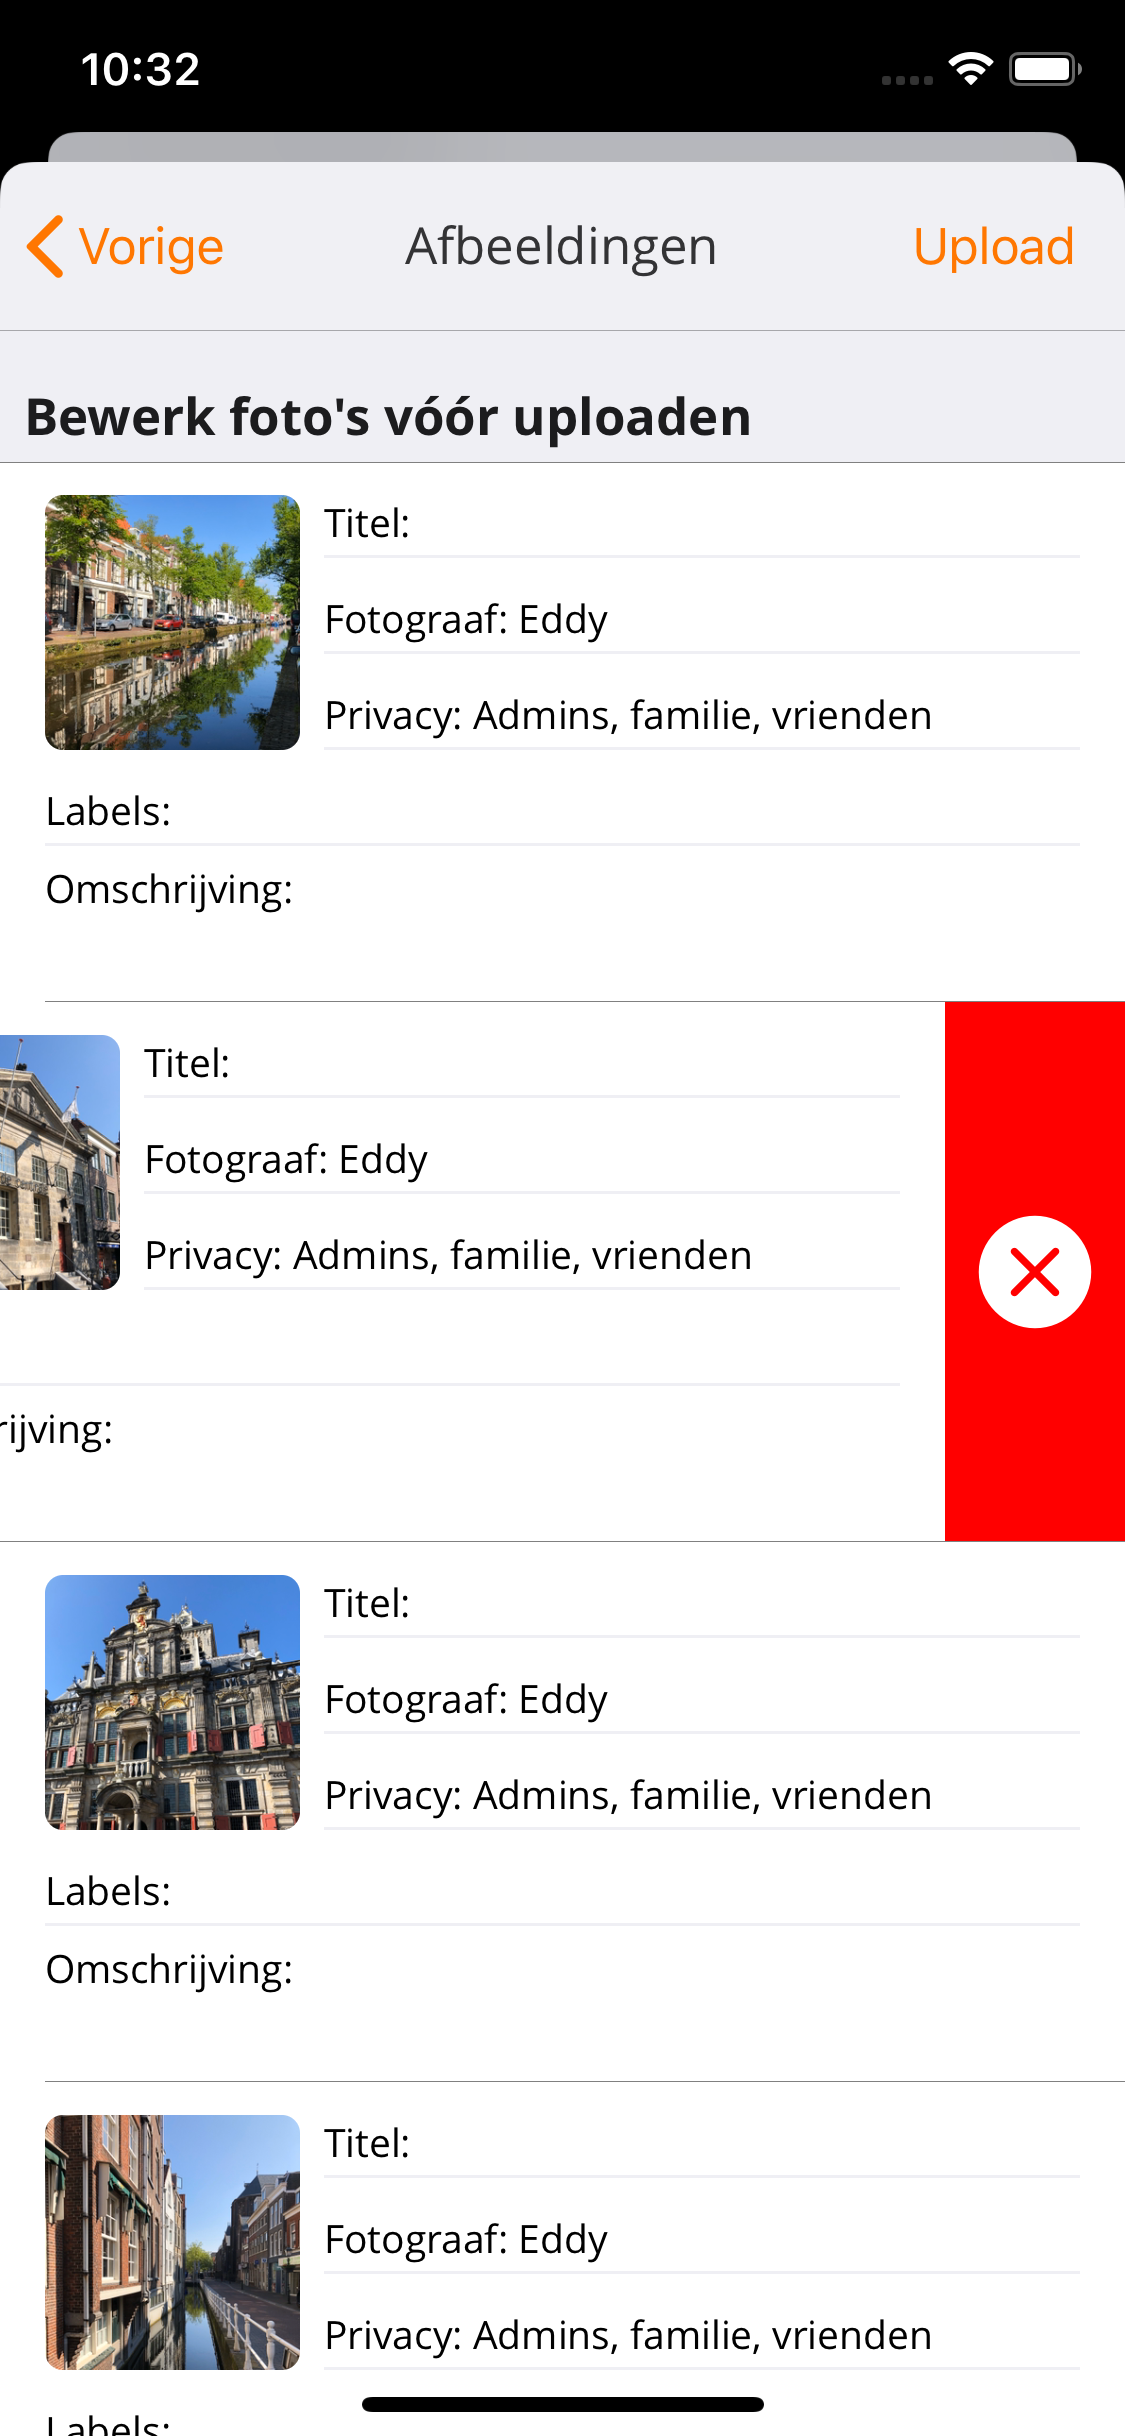 10:32
Vorige
Afbeeldingen
Upload
Bewerk foto's vóór uploaden
Titel:
Fotograaf: Eddy
Privacy: Admins, familie, vrienden
Labels:
Omschrijving:
Titel:
Fotograaf: Eddy
Privacy: Admins, familie, vrienden
rijving:
Titel:
Fotograaf: Eddy
Privacy: Admins, familie, vrienden
Labels:
Omschrijving:
Titel:
Fotograaf: Eddy
Privacy: Admins, familie, vrienden
Labels: